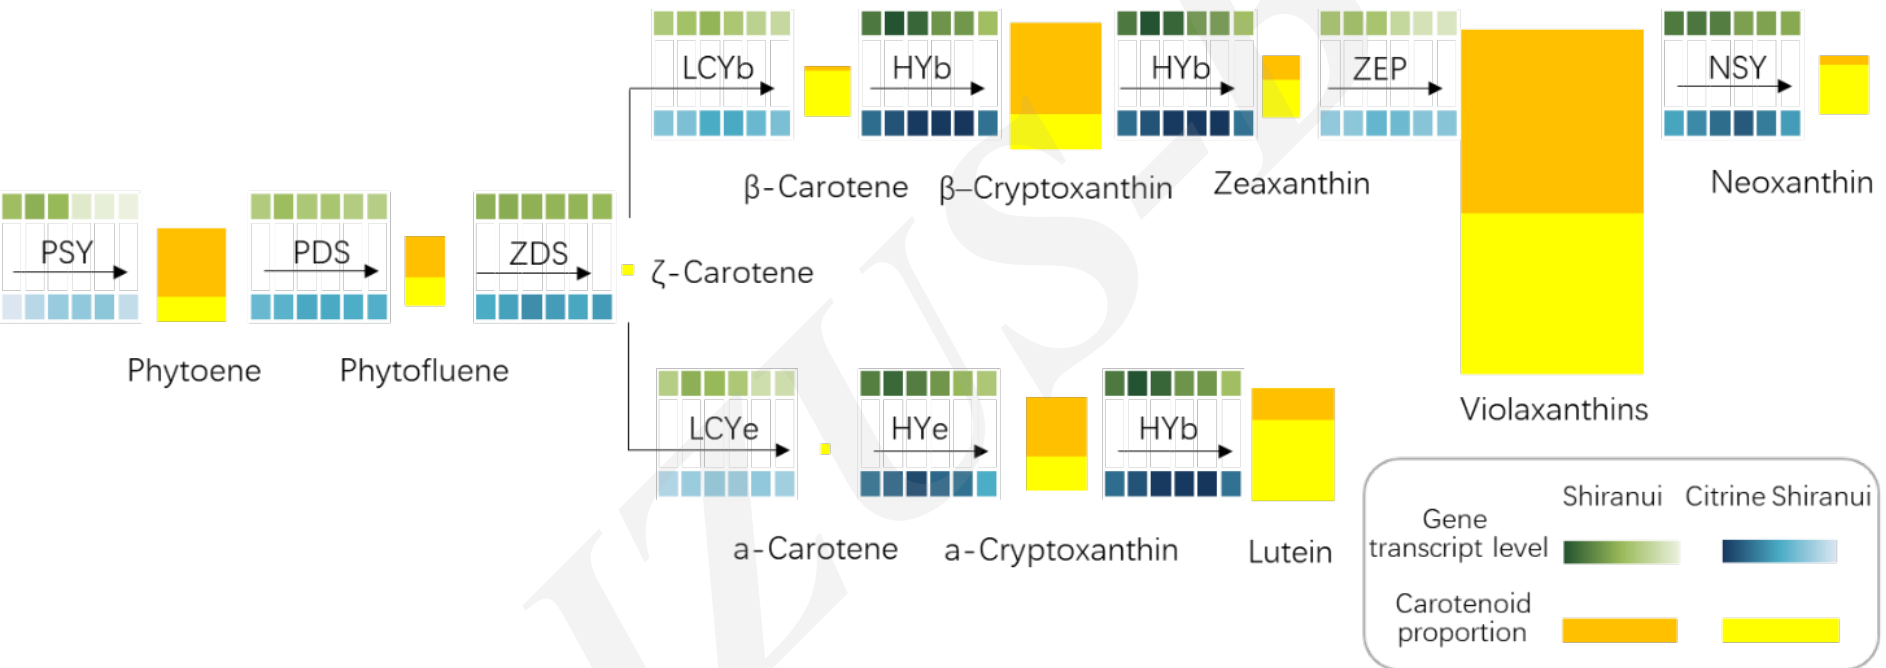 LCYb HYb HYb ZEP NSY
β-Carotene β–Cryptoxanthin Zeaxanthin Neoxanthin
PSY PDS ZDS
ζ-Carotene
Phytoene Phytofluene
Violaxanthins
LCYe HYe HYb
a-Carotene a-Cryptoxanthin Lutein
Shiranui Citrine Shiranui
Gene
transcript level
Carotenoid
proportion